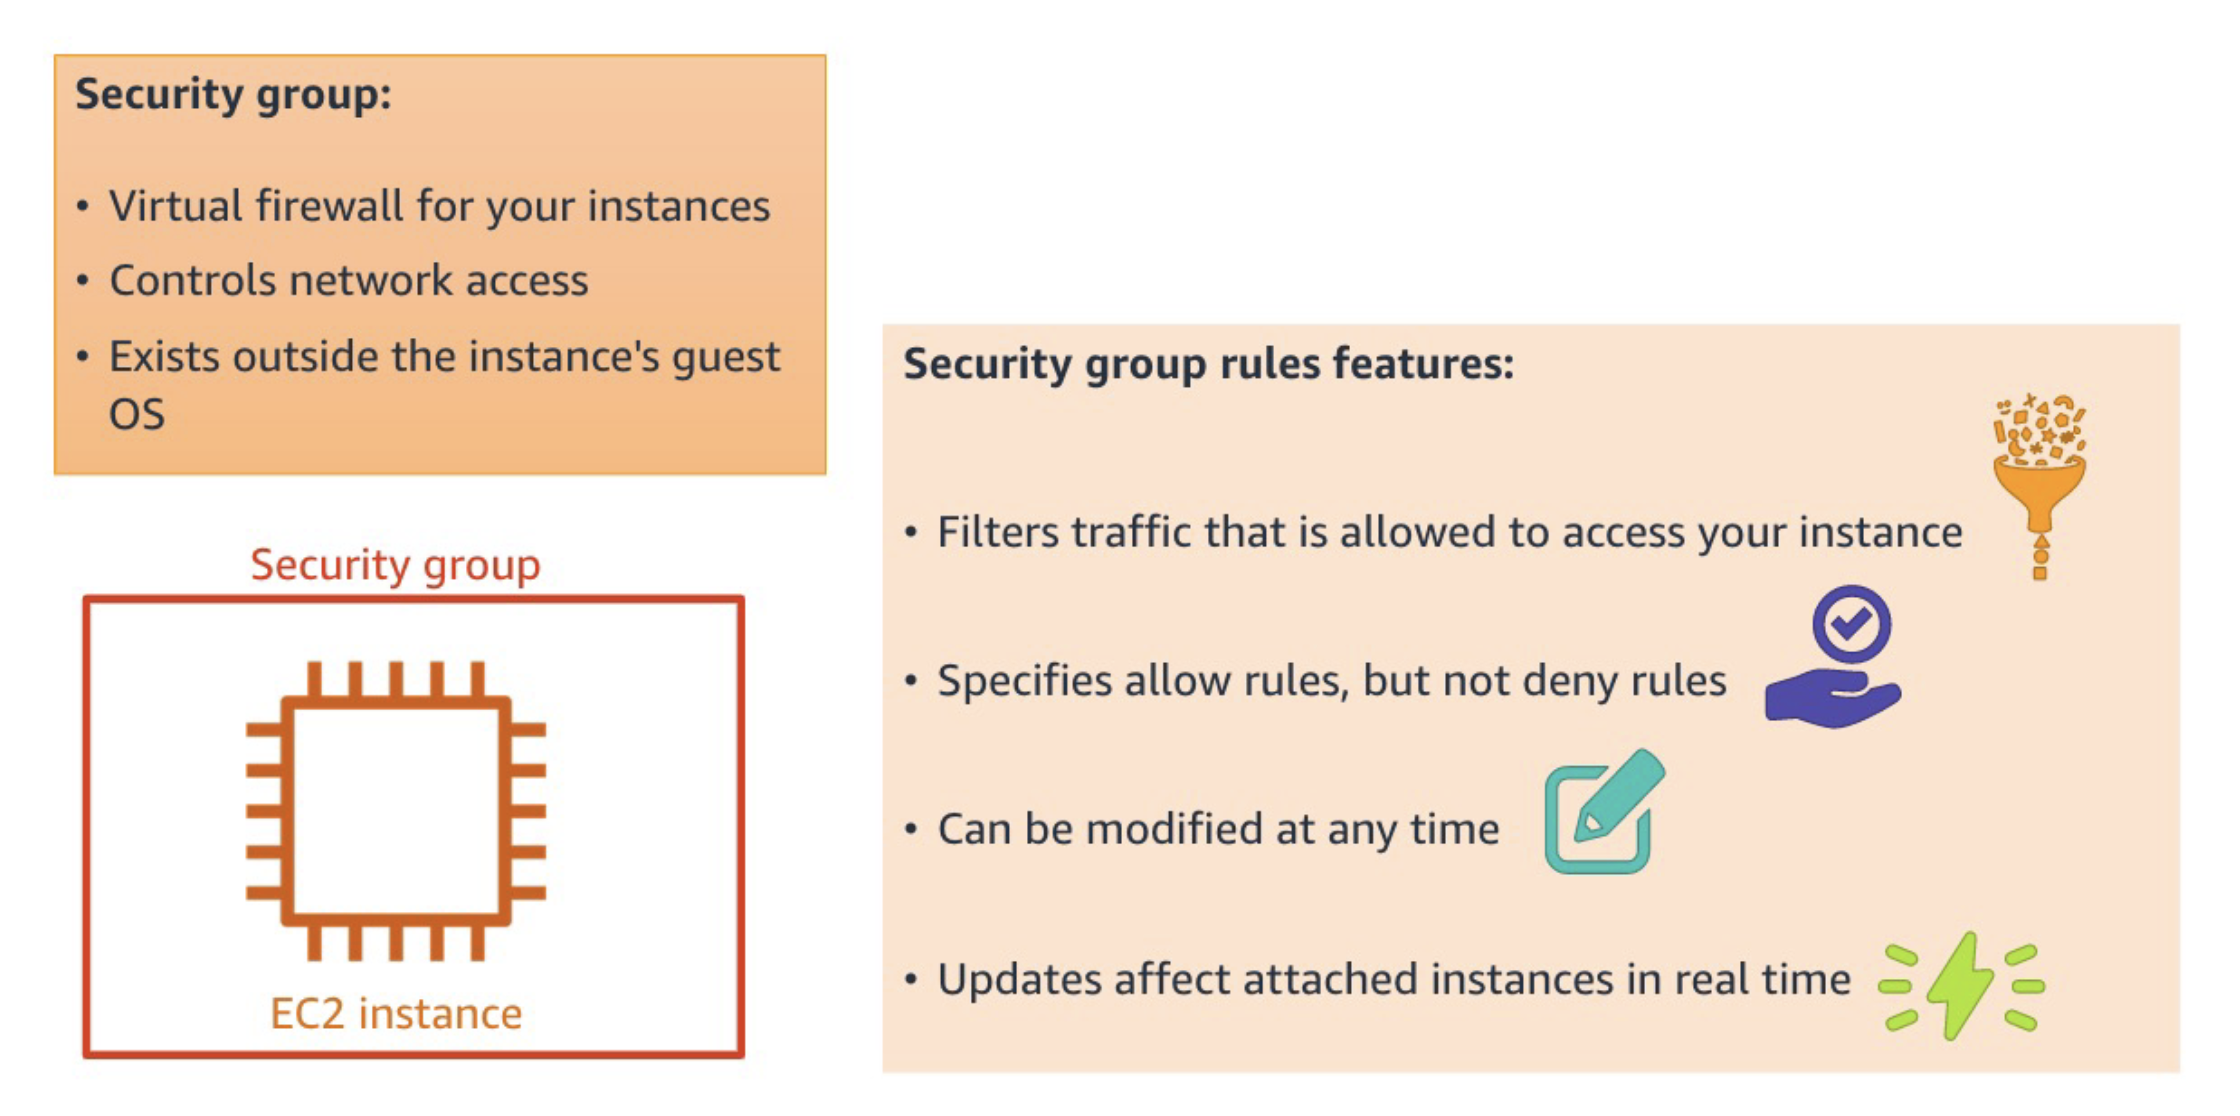 Security group:
• Virtual firewall for your instances
• Controls network access
• Exists outside the instance's guest
OS
Security group
EC2 instance
Security group rules features:
• Filters traffic that is allowed to access your instance
• Specifies allow rules, but not deny rules
• Can be modified at any time
• Updates affect attached instances in real time